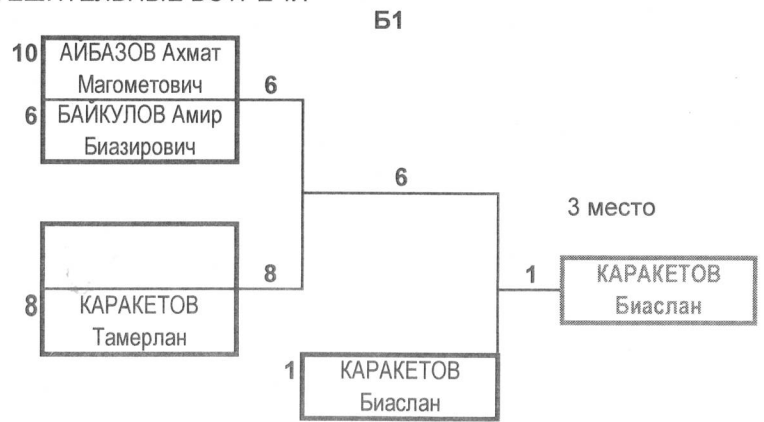 Б1
10 АЙБАЗОВ Ахмат
Магометович
6
6 БАЙКУЛОВ Амир
Биазирович
6
3 место
8
8 КАРАКЕТОВ
Тамерлан
1
КАРАКЕТОВ
Биаслан
1 КАРАКЕТОВ
Биаслан